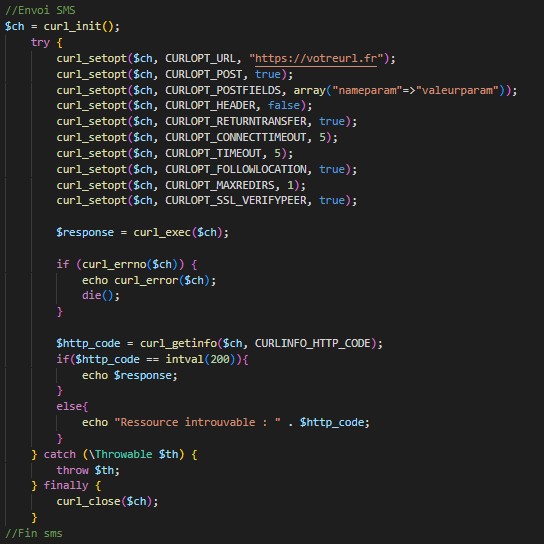 //Envoi SMS
$ch = curl_init();
    try {
        curl_setopt($ch, CURLOPT_URL, "https://votreurl.fr");
        curl_setopt($ch, CURLOPT_POST, true);
        curl_setopt($ch, CURLOPT_POSTFIELDS, array("nameparam"=>"valeurparam"));
        curl_setopt($ch, CURLOPT_HEADER, false);
        curl_setopt($ch, CURLOPT_RETURNTRANSFER, true);
        curl_setopt($ch, CURLOPT_CONNECTTIMEOUT, 5);
        curl_setopt($ch, CURLOPT_TIMEOUT, 5);
        curl_setopt($ch, CURLOPT_FOLLOWLOCATION, true);
        curl_setopt($ch, CURLOPT_MAXREDIRS, 1);
        curl_setopt($ch, CURLOPT_SSL_VERIFYPEER, true);

        $response = curl_exec($ch);

        if (curl_errno($ch)) {
            echo curl_error($ch);
            die();
        }

        $http_code = curl_getinfo($ch, CURLINFO_HTTP_CODE);
        if($http_code == intval(200)){
            echo $response;
        }
        else{
            echo "Ressource introuvable : " . $http_code;
        }
    } catch (\Throwable $th) {
        throw $th;
    } finally {
        curl_close($ch);
    }
//Fin sms